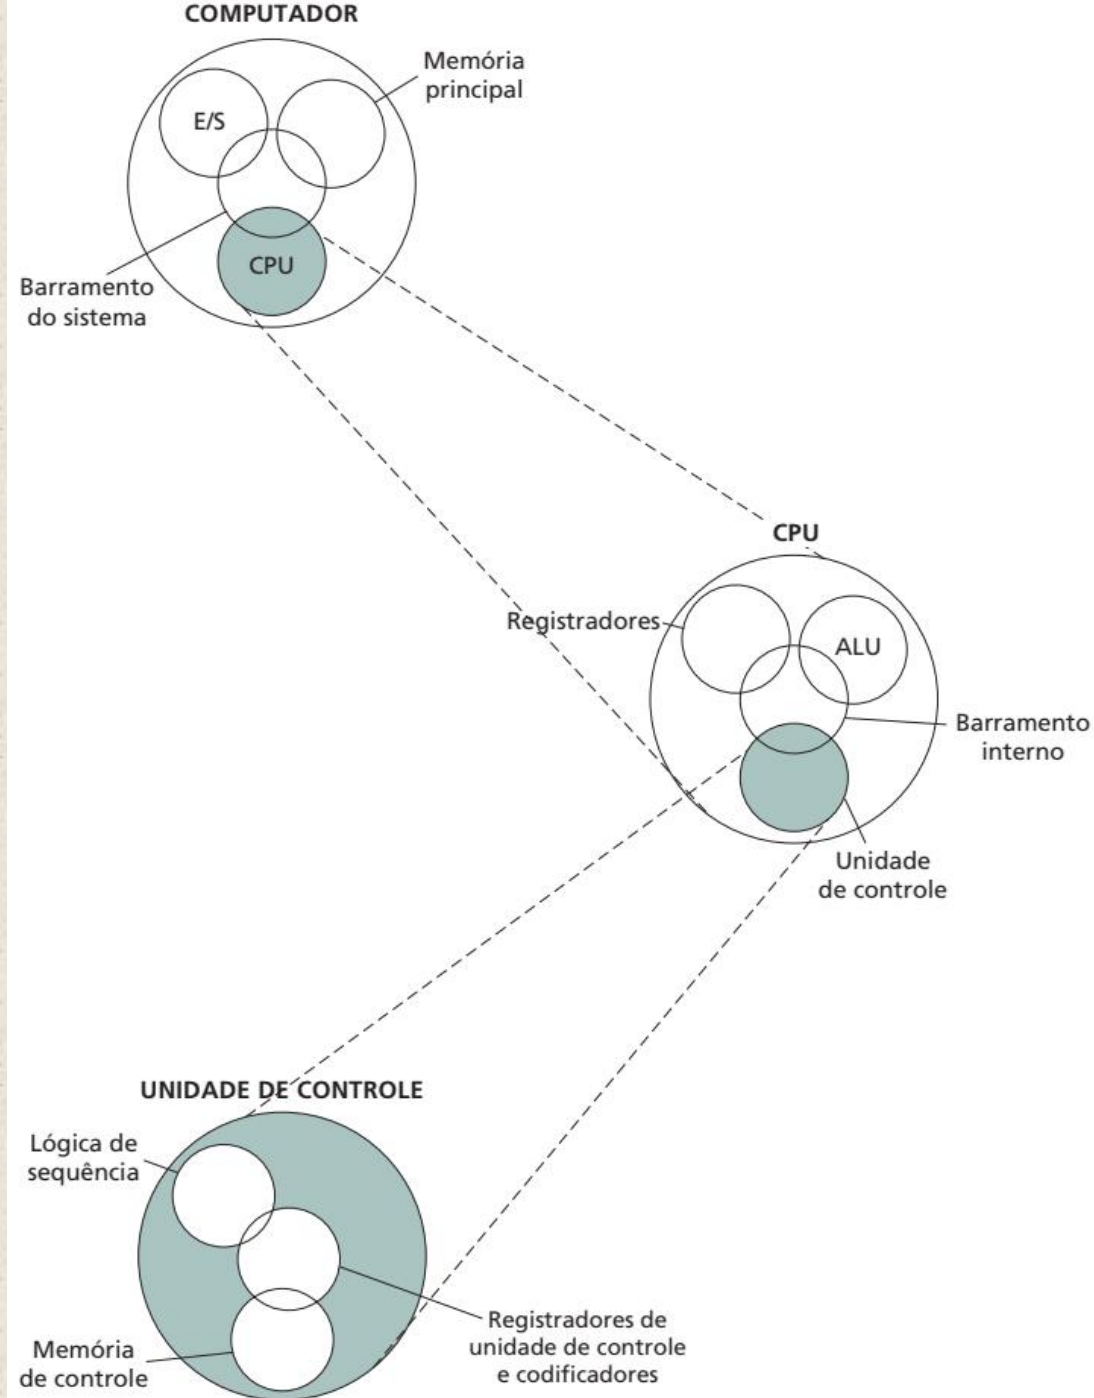 COMPUTADOR
Memória
principal
E/S
CPU
Barramento
do sistema
CPU
Registradores
ALU
Barramento
interno
Unidade
de controle
UNIDADE DE CONTROLE
Lógica de
sequência
Registradores de
unidade de controle
e codificadores
Memória
de controle